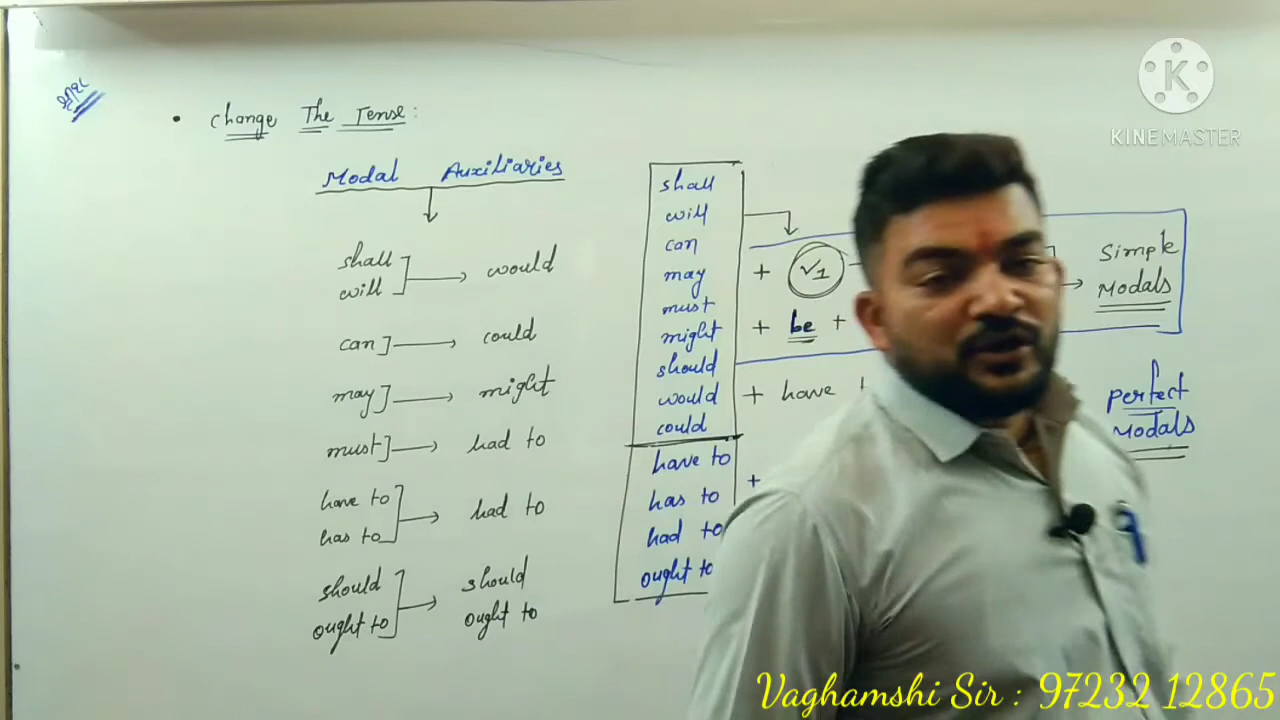 • Change The Tense:
Modal Auxiliaries
shall
will
would
can
could
may
might
must
had to
have to
has to
had to
should
ought to
should
ought to
shall
will
can
may
must
might
should
would
could
have to
has to
had to
ought to
+ V1
+ be +
+ have
+
Simple
Modals
Perfect
Modals
KINEMASTER
Vaghamshi Sir : 97232 12865